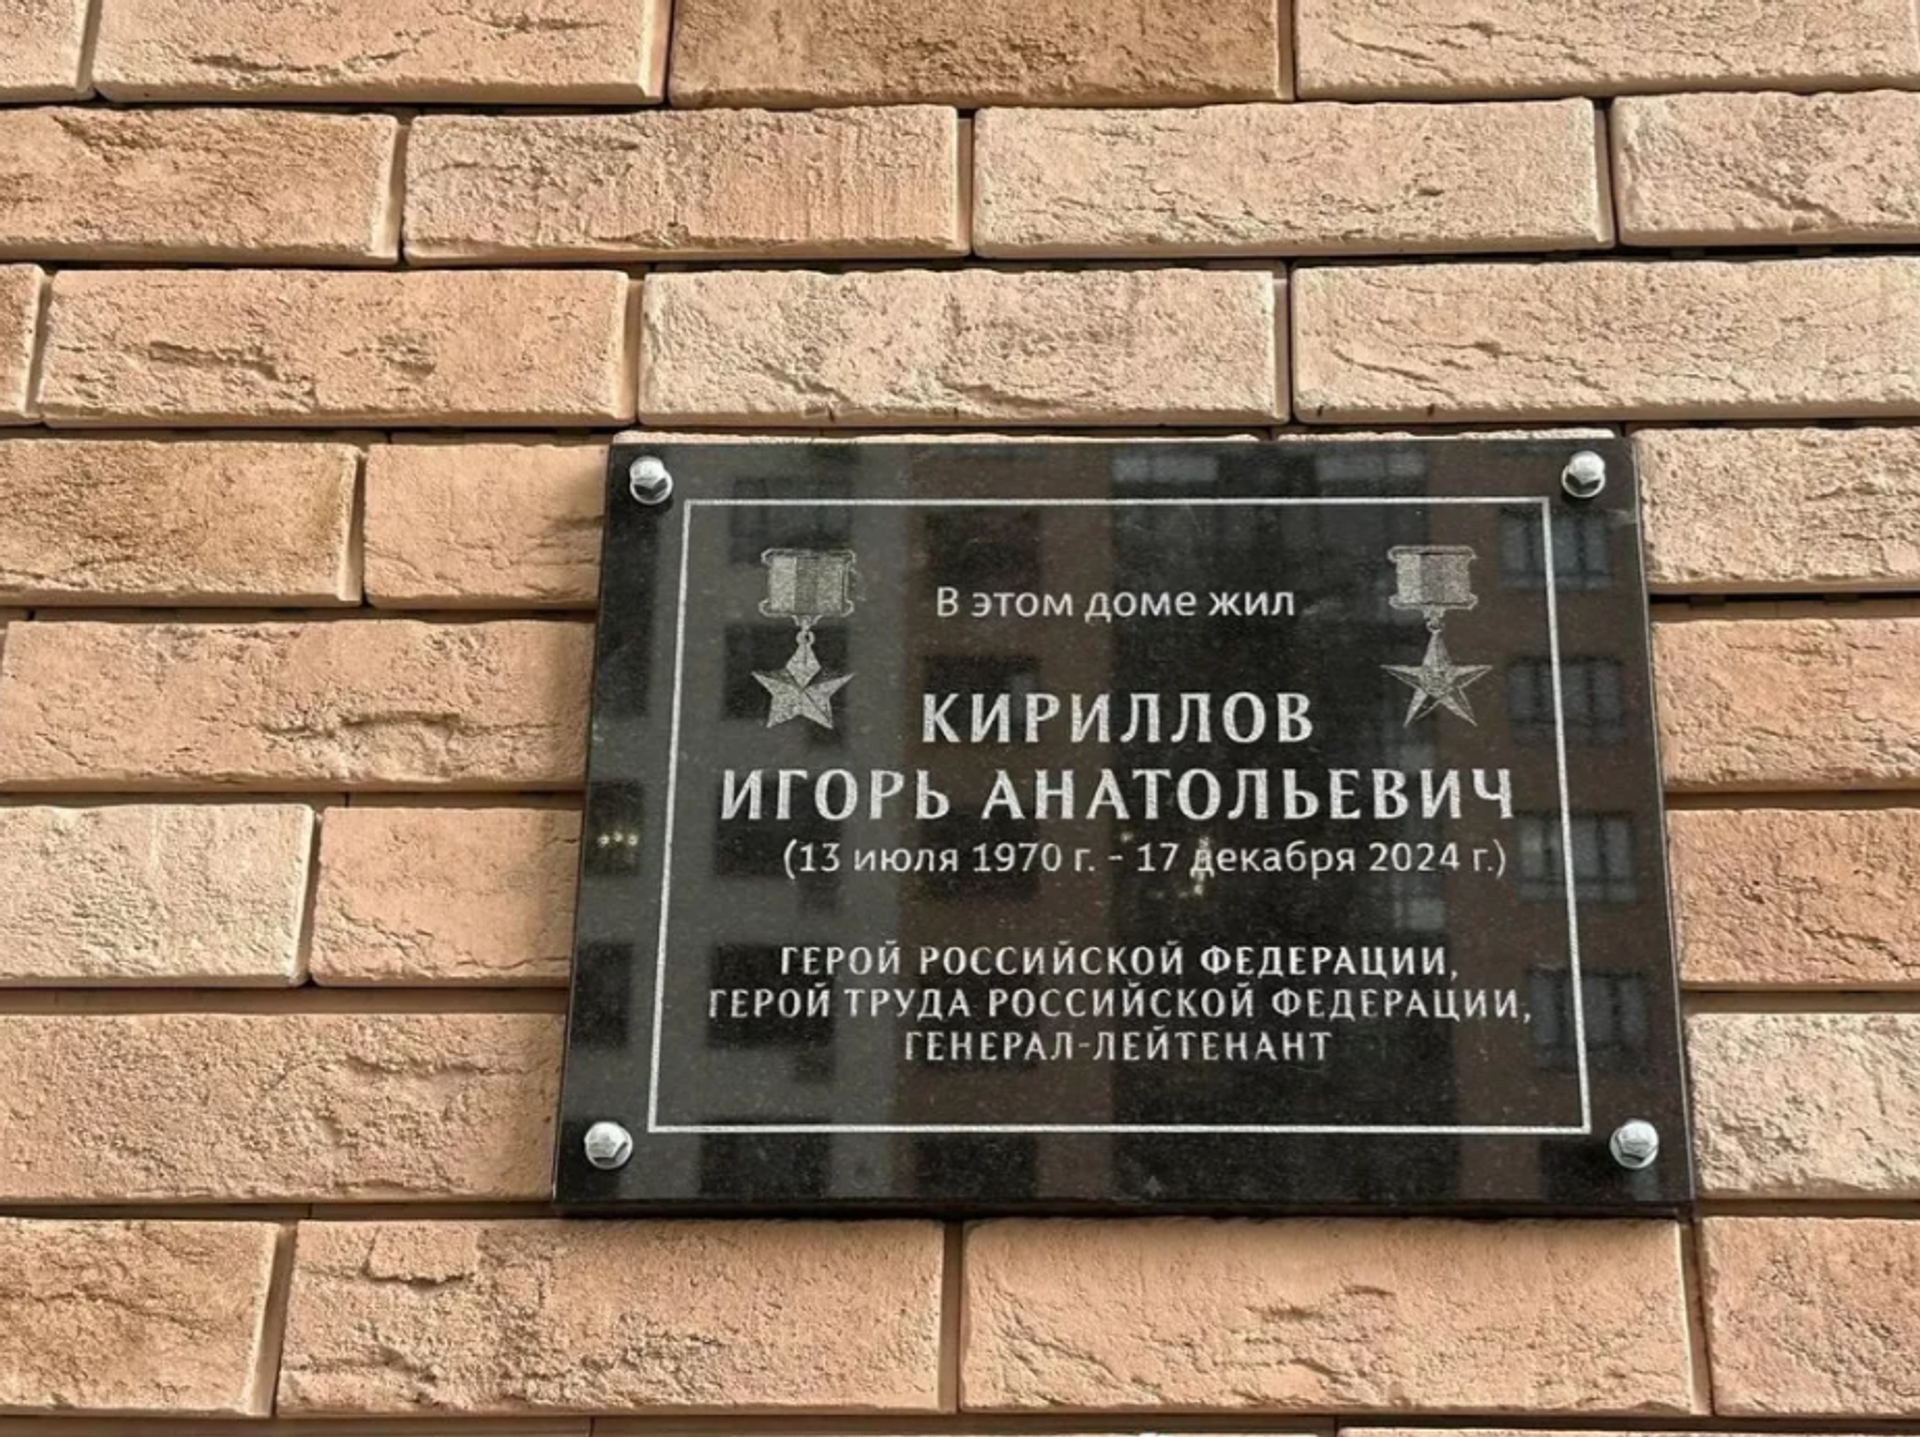 В этом доме жил
КИРИЛЛОВ
ИГОРЬ АНАТОЛЬЕВИЧ
(13 июля 1970 г. - 17 декабря 2024 г.)
ГЕРОЙ РОССИЙСКОЙ ФЕДЕРАЦИИ,
ГЕРОЙ ТРУДА РОССИЙСКОЙ ФЕДЕРАЦИИ,
ГЕНЕРАЛ-ЛЕЙТЕНАНТ